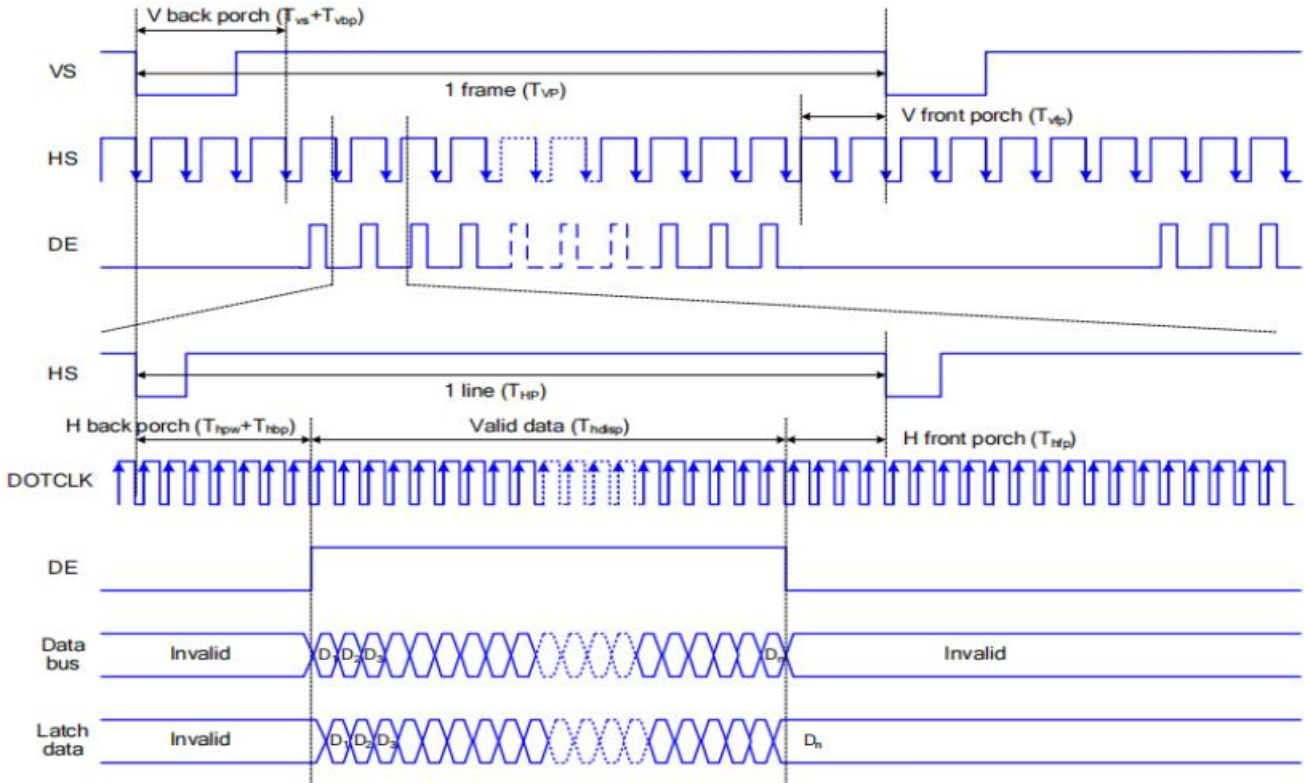 V back porch (Tvs+Tvbp)
VS
1 frame (TVP)
V front porch (Tvfp)
HS
DE
HS
1 line (THP)
H back porch (Thpw+Thbp)
Valid data (Thdisp)
H front porch (Thfp)
DOTCLK
DE
Data
bus
Invalid
D1
D2
D3
Dn
Invalid
Latch
data
Invalid
D1
D2
D3
Dn